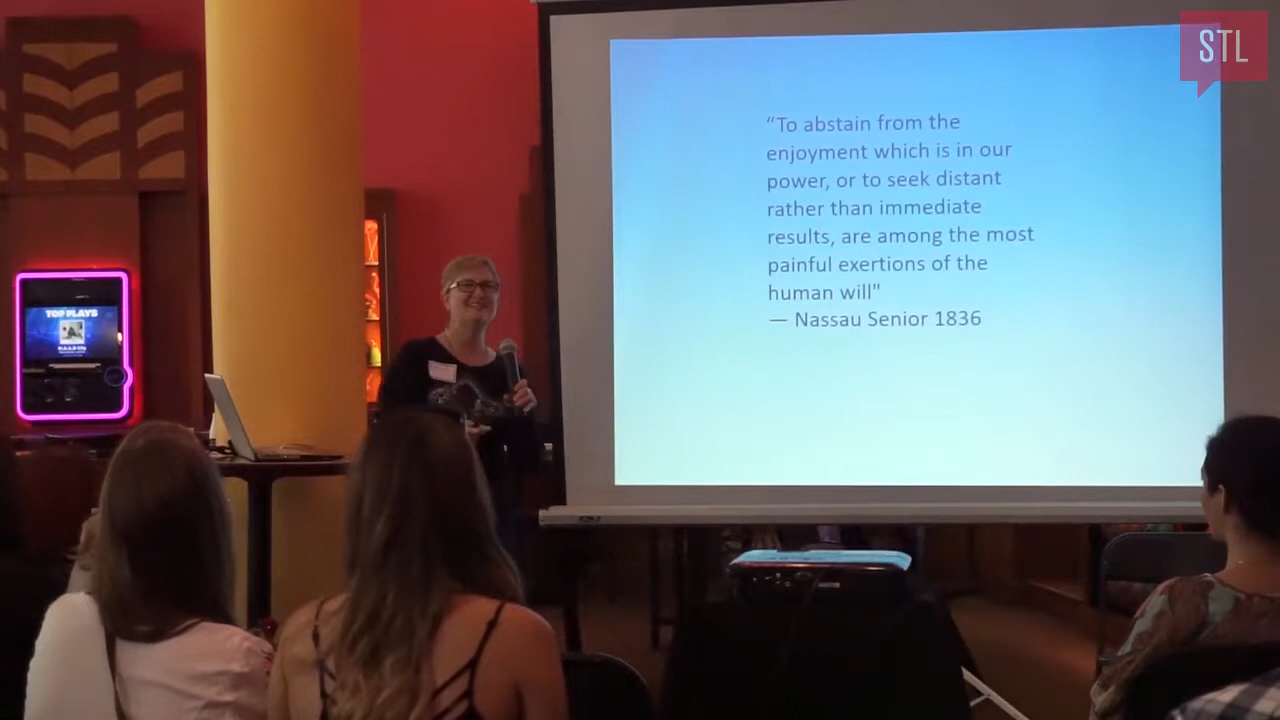 STL
“To abstain from the
enjoyment which is in our
power, or to seek distant
rather than immediate
results, are among the most
painful exertions of the
human will"
— Nassau Senior 1836
TOP PLAYS